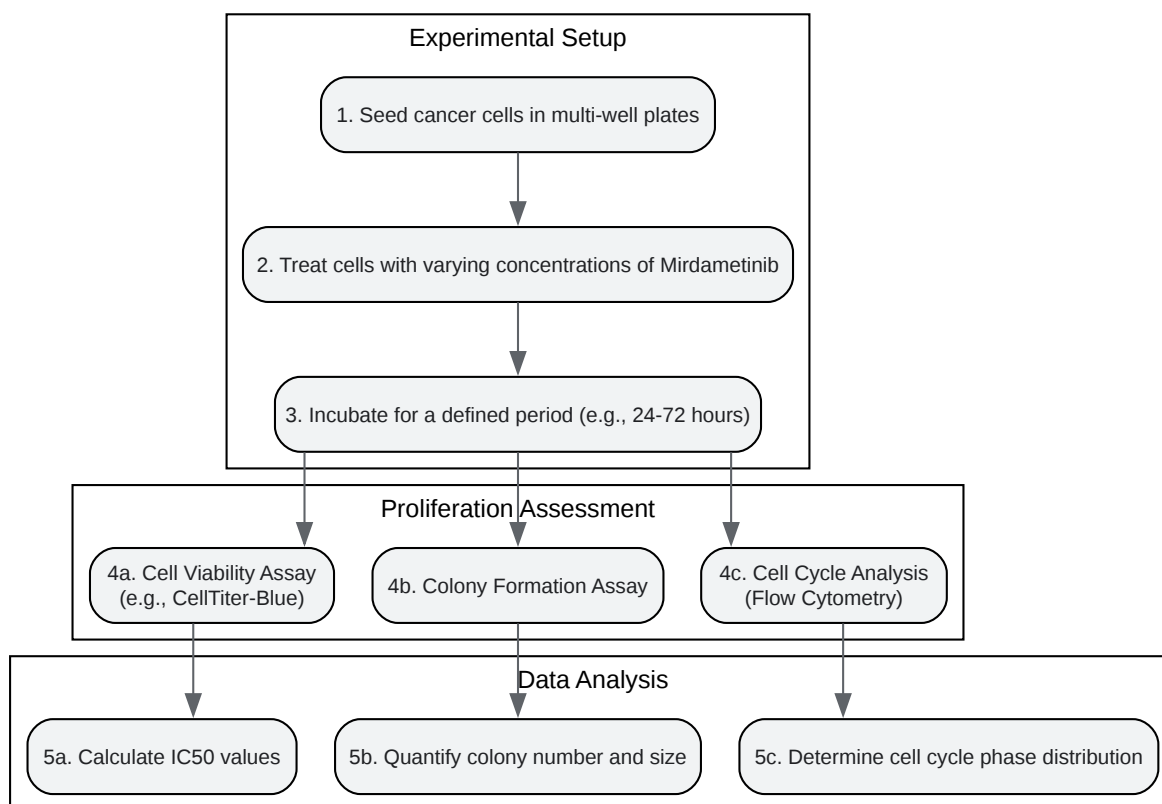 Experimental Setup
1. Seed cancer cells in multi-well plates
2. Treat cells with varying concentrations of Mirdametinib
3. Incubate for a defined period (e.g., 24-72 hours)
Proliferation Assessment
4a. Cell Viability Assay
(e.g., CellTiter-Blue)
4b. Colony Formation Assay
4c. Cell Cycle Analysis
(Flow Cytometry)
Data Analysis
5a. Calculate IC50 values
5b. Quantify colony number and size
5c. Determine cell cycle phase distribution